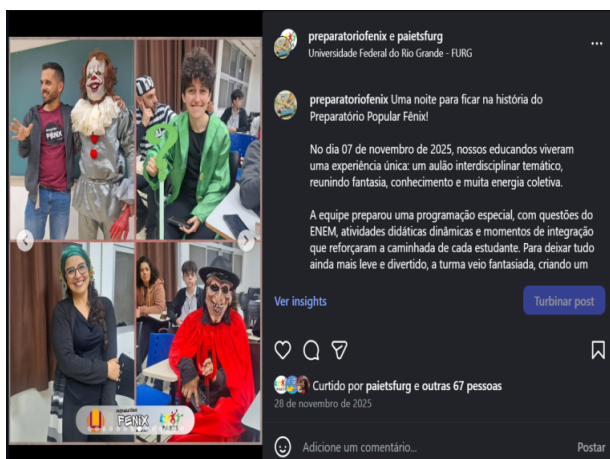 preparatoriofenix e paietsfurg
Universidade Federal do Rio Grande - FURG
preparatoriofenix Uma noite para ficar na história do
Preparatório Popular Fênix!
No dia 07 de novembro de 2025, nossos educandos viveram
uma experiência única: um aulão interdisciplinar temático,
reunindo fantasia, conhecimento e muita energia coletiva.
A equipe preparou uma programação especial, com questões do
ENEM, atividades didáticas dinâmicas e momentos de integração
que reforçaram a caminhada de cada estudante. Para deixar tudo
ainda mais leve e divertido, a turma veio fantasiada, criando um
Ver insights
Turbinar post
Curtido por paietsfurg e outras 67 pessoas
28 de novembro de 2025
Adicione um comentário...
Postar
FÊNIX
FENIX